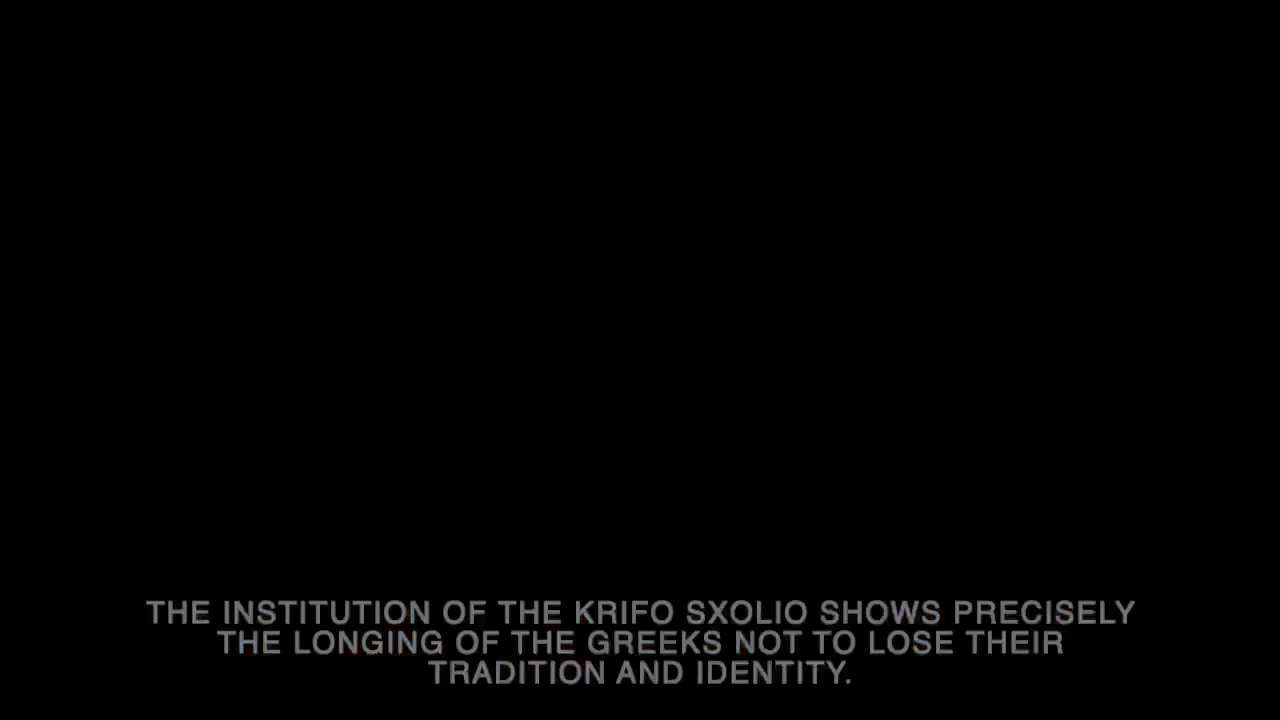 THE INSTITUTION OF THE KRIFO SXOLIO SHOWS PRECISELY
THE LONGING OF THE GREEKS NOT TO LOSE THEIR
TRADITION AND IDENTITY.